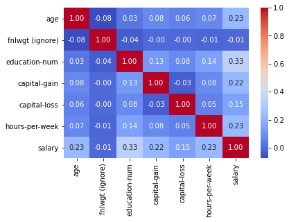 age 1.00 -0.08 0.03 0.08 0.06 0.07 0.23
fnlwgt (ignore) -0.08 1.00 -0.04 -0.00 -0.00 -0.01 -0.01
education-num 0.03 -0.04 1.00 0.13 0.08 0.14 0.33
capital-gain 0.08 -0.00 0.13 1.00 -0.03 0.08 0.22
capital-loss 0.06 -0.00 0.08 -0.03 1.00 0.05 0.15
hours-per-week 0.07 -0.01 0.14 0.08 0.05 1.00 0.23
salary 0.23 -0.01 0.33 0.22 0.15 0.23 1.00
age
fnlwgt (ignore)
education-num
capital-gain
capital-loss
hours-per-week
salary
1.0
0.8
0.6
0.4
0.2
0.0